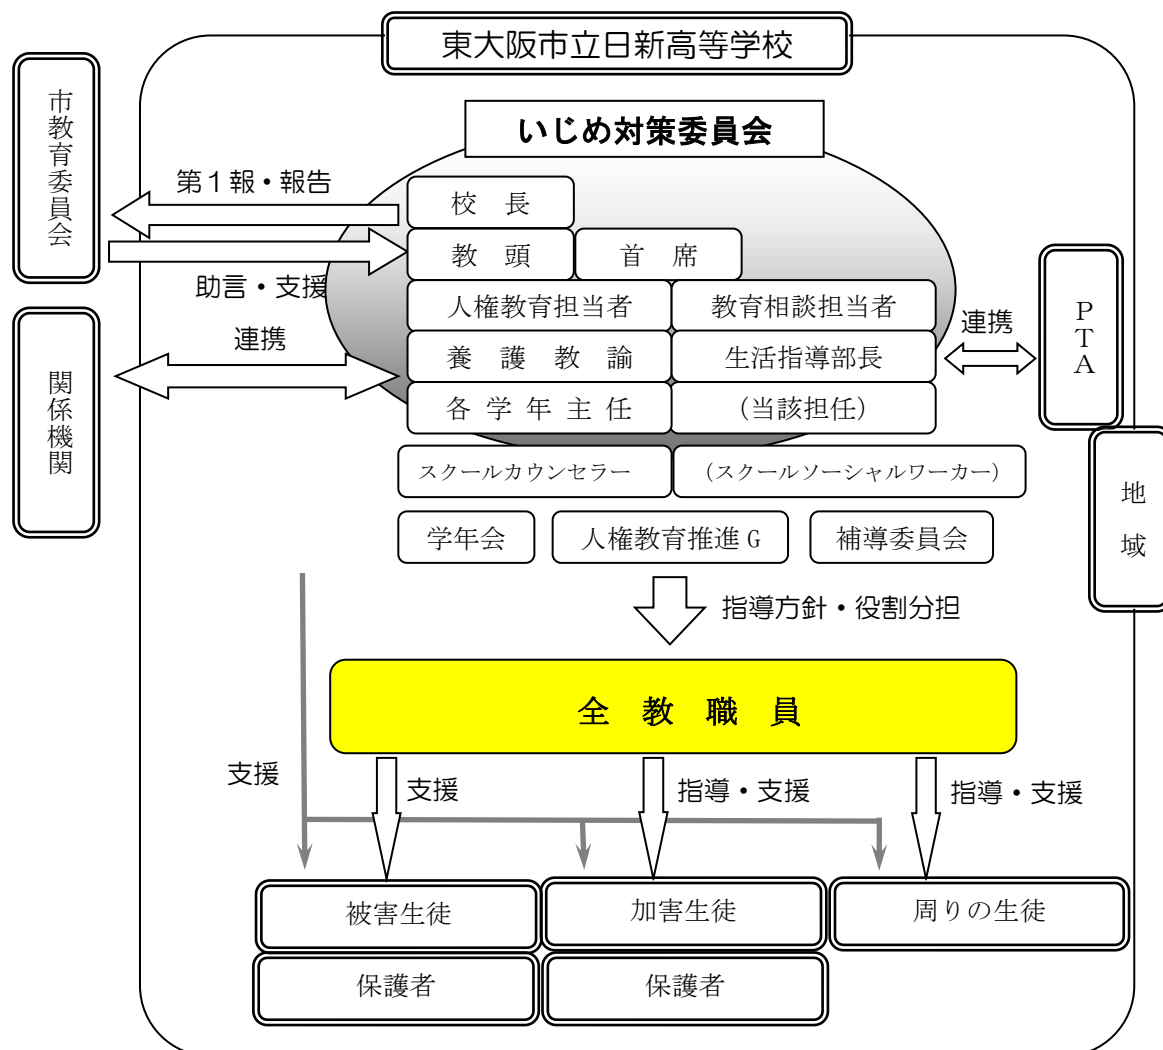 東大阪市立日新高等学校
いじめ対策委員会
市教育委員会
第１報・報告
助言・支援
連携
関係機関
校　長
教　頭
首　席
人権教育担当者
教育相談担当者
養　護　教　諭
生活指導部長
各 学 年 主 任
（当該担任）
スクールカウンセラー
（スクールソーシャルワーカー）
学年会
人権教育推進 G
補導委員会
連携
ＰＴＡ
地　域
指導方針・役割分担
全　教　職　員
支援
支援
指導・支援
指導・支援
被害生徒
加害生徒
周りの生徒
保護者
保護者